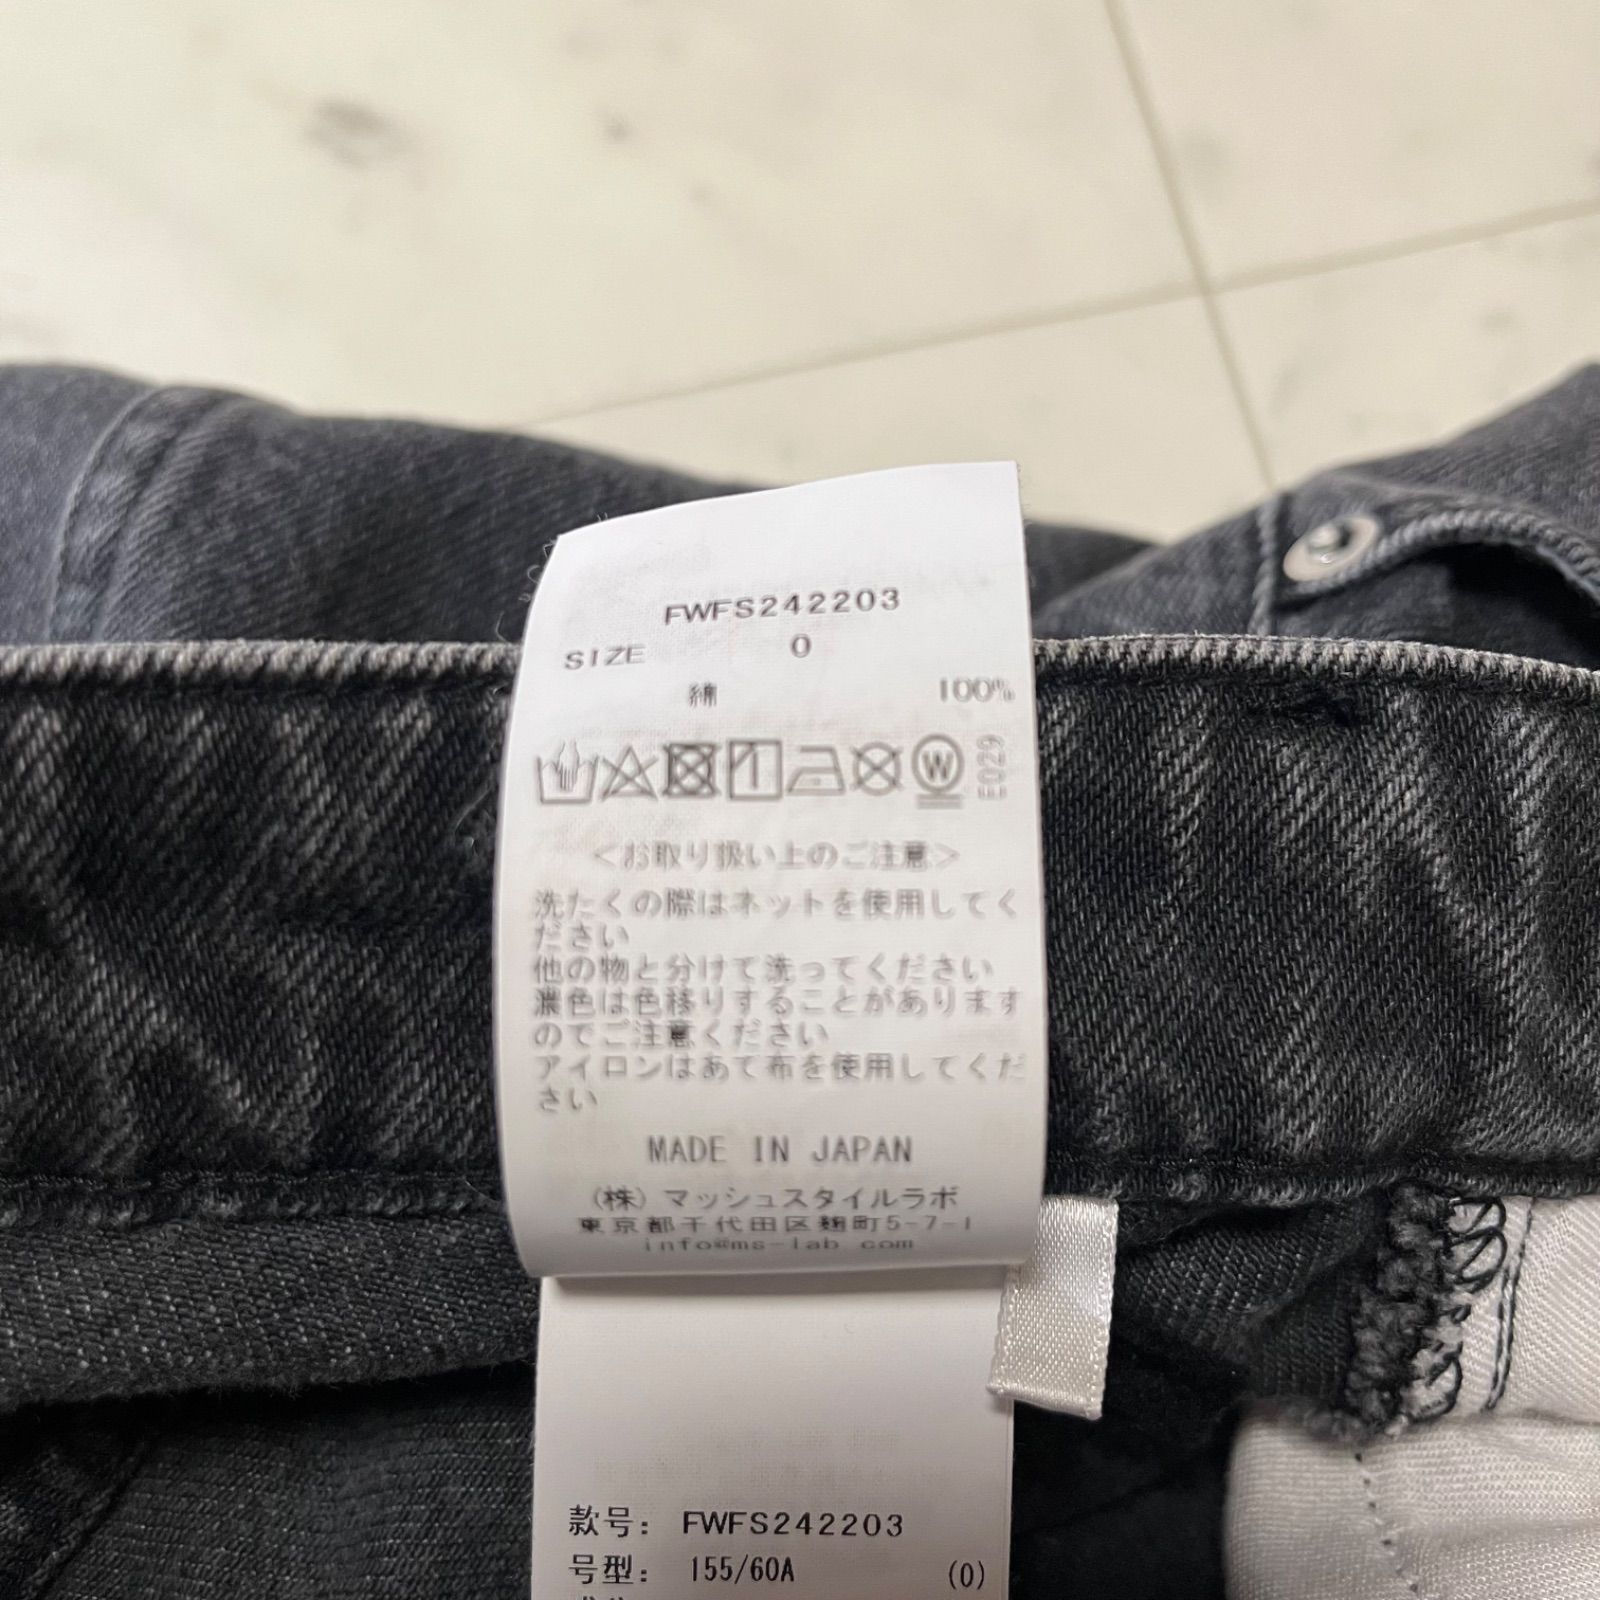 FWFS242203
SIZE 0
綿 100%
W E029
<お取り扱い上のご注意>
洗たくの際はネットを使用してく
ださい
他の物と分けて洗ってください
濃色は色移りすることがあります
のでご注意ください
アイロンはあて布を使用してくだ
さい
MADE IN JAPAN
(株)マッシュスタイルラボ
東京都千代田区麹町5-7-1
info@ms-lab com
款号: FWFS242203
号型: 155/60A (0)